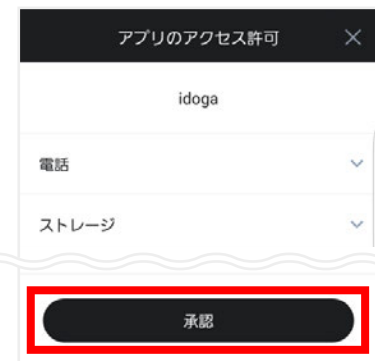 アプリのアクセス許可
idoga
電話
ストレージ
承認